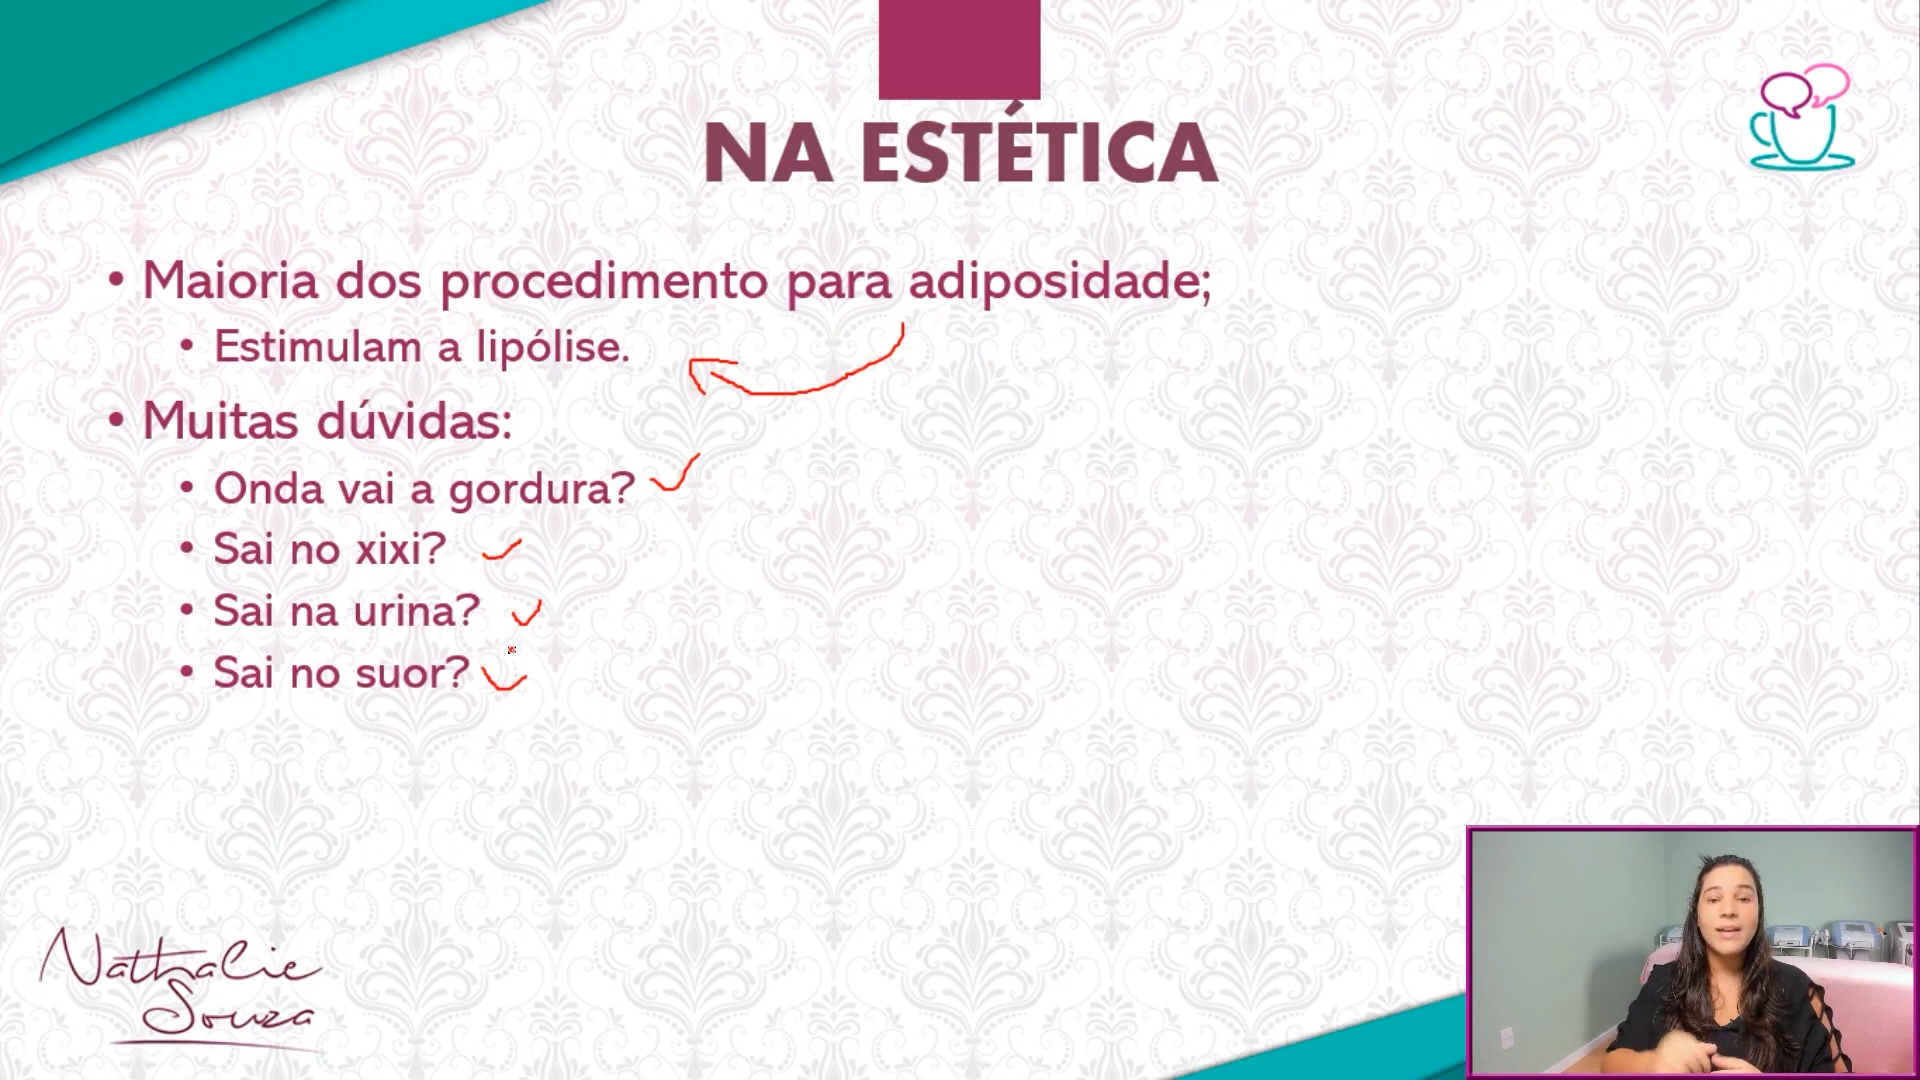 NA ESTÉTICA
• Maioria dos procedimento para adiposidade;
• Estimulam a lipólise.
• Muitas dúvidas:
• Onda vai a gordura?
• Sai no xixi?
• Sai na urina?
• Sai no suor?
Nathalie
Souza